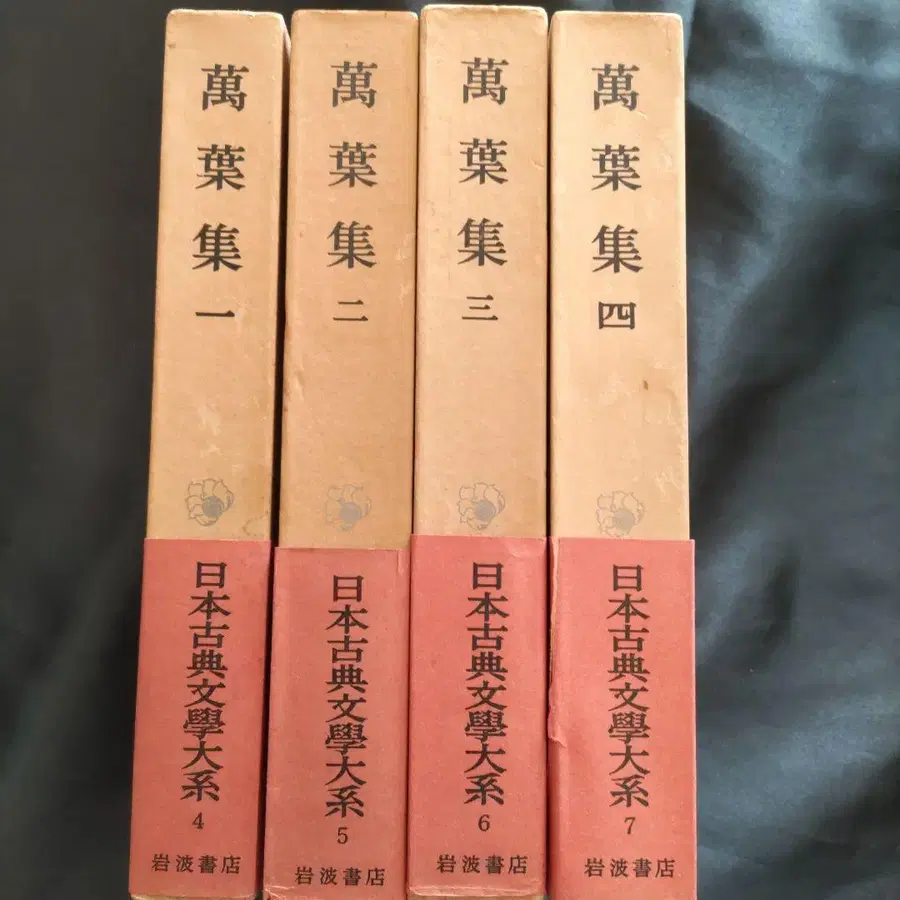 萬葉集 一
日本古典文學大系 4
岩波書店
萬葉集 二
日本古典文學大系 5
岩波書店
萬葉集 三
日本古典文學大系 6
岩波書店
萬葉集 四
日本古典文學大系 7
岩波書店